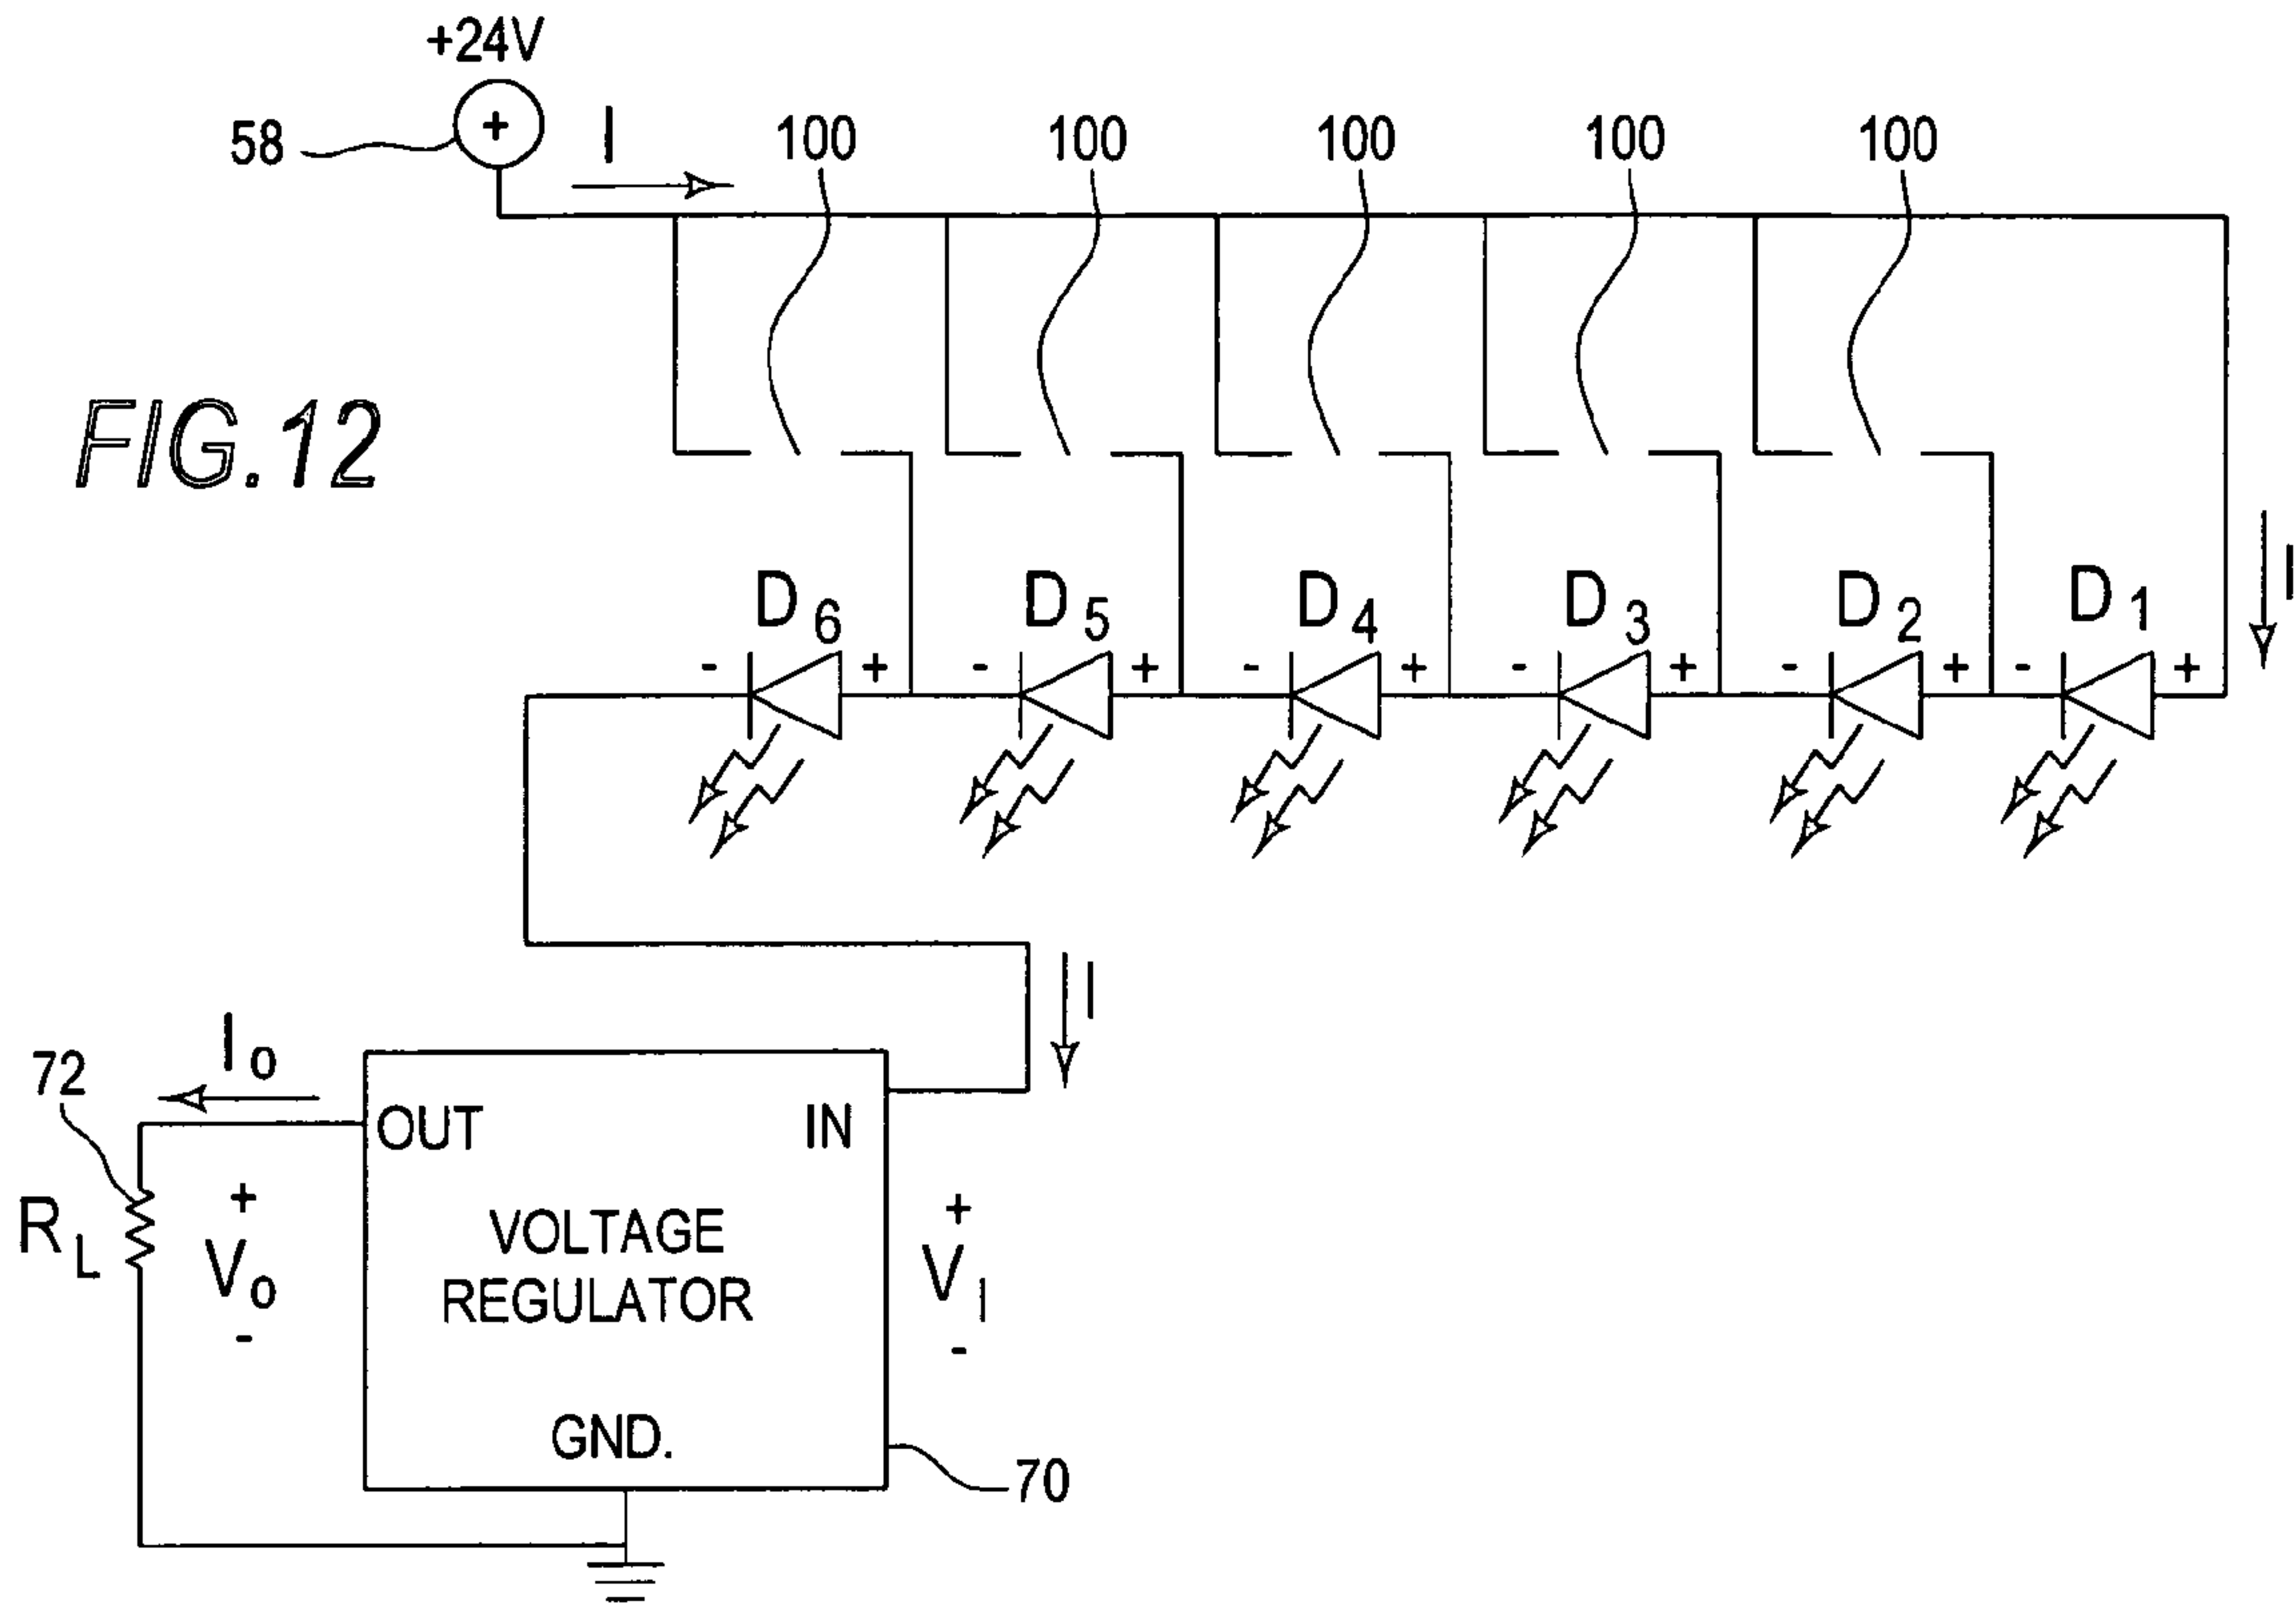 +24V
58
I
100 100 100 100 100
FIG.12
I
D6 D5 D4 D3 D2 D1
- + - + - + - + - + - +
I
Io
72
OUT IN
RL
+
Vo
-
VOLTAGE
REGULATOR
+
VI
-
GND.
70